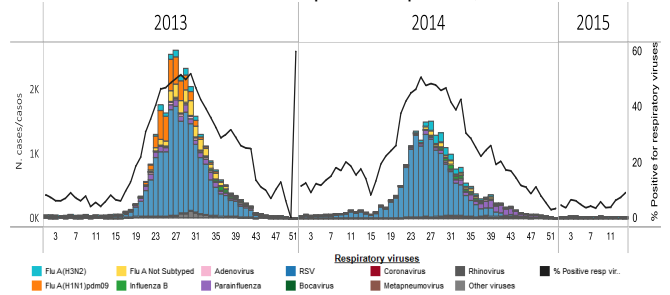 2013 2014 2015
60
40
20
0
% Positive for respiratory viruses
2K
1K
0K
N. cases/casos
3 7 11 15 19 23 27 31 35 39 43 47 3 7 11 15 19 23 27 31 35 39 43 47 51 3 7 11
Respiratory viruses
Flu A(H3N2) Flu A Not Subtyped Adenovirus RSV Coronavirus Rhinovirus % Positive resp vir..
Flu A(H1N1)pdm09 Influenza B Parainfluenza Bocavirus Metapneumovirus Other viruses